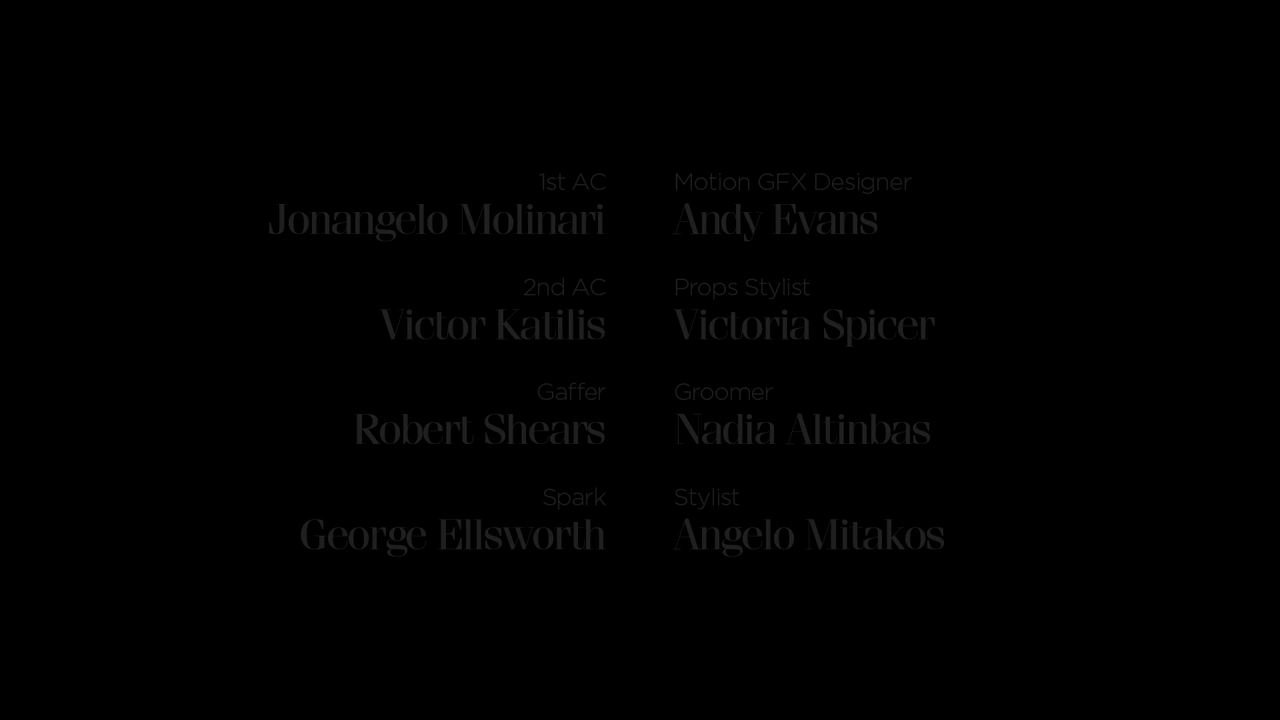 1st AC
Jonangelo Molinari
2nd AC
Victor Katilis
Gaffer
Robert Shears
Spark
George Ellsworth
Motion GFX Designer
Andy Evans
Props Stylist
Victoria Spicer
Groomer
Nadia Altinbas
Stylist
Angelo Mitakos